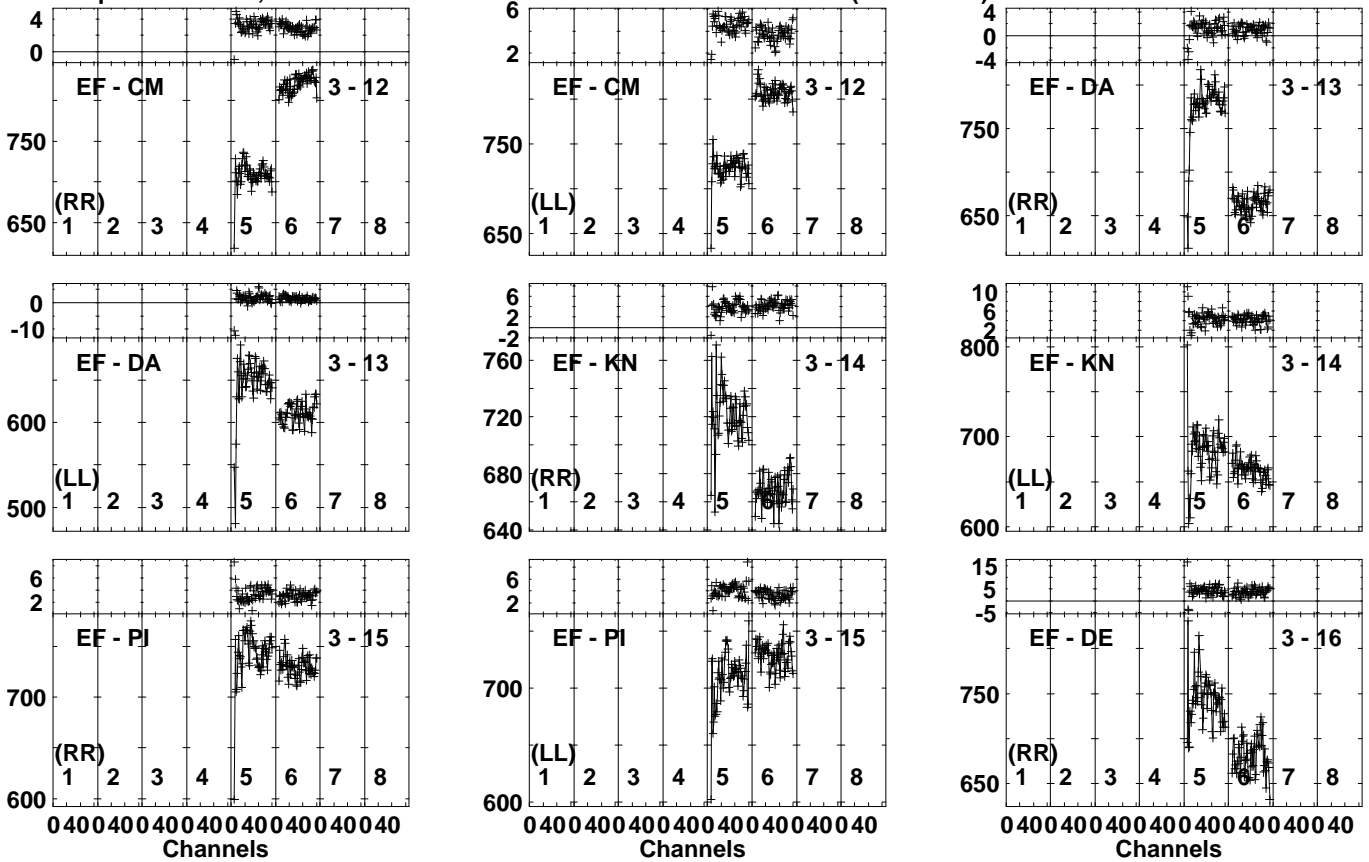 4 0
EF - CM 3 - 12
750
650
(RR)
1 2 3 4 5 6 7 8
6 2
EF - CM 3 - 12
750
650
(LL)
1 2 3 4 5 6 7 8
4 0 -4
EF - DA 3 - 13
750
650
(RR)
1 2 3 4 5 6 7 8
0 -10
EF - DA 3 - 13
600
500
(LL)
1 2 3 4 5 6 7 8
6 2 -2
EF - KN 3 - 14
760
720
680
640
(RR)
1 2 3 4 5 6 7 8
10 6 2
EF - KN 3 - 14
800
700
600
(LL)
1 2 3 4 5 6 7 8
6 2
EF - PI 3 - 15
700
600
(RR)
1 2 3 4 5 6 7 8
6 2
EF - PI 3 - 15
700
600
(LL)
1 2 3 4 5 6 7 8
15 5 -5
EF - DE 3 - 16
750
650
(RR)
1 2 3 4 5 6 7 8
0 40 0 40 0 40 0 40 0 40 0 40 0 40 0 40
Channels
0 40 0 40 0 40 0 40 0 40 0 40 0 40 0 40
Channels
0 40 0 40 0 40 0 40 0 40 0 40 0 40 0 40
Channels